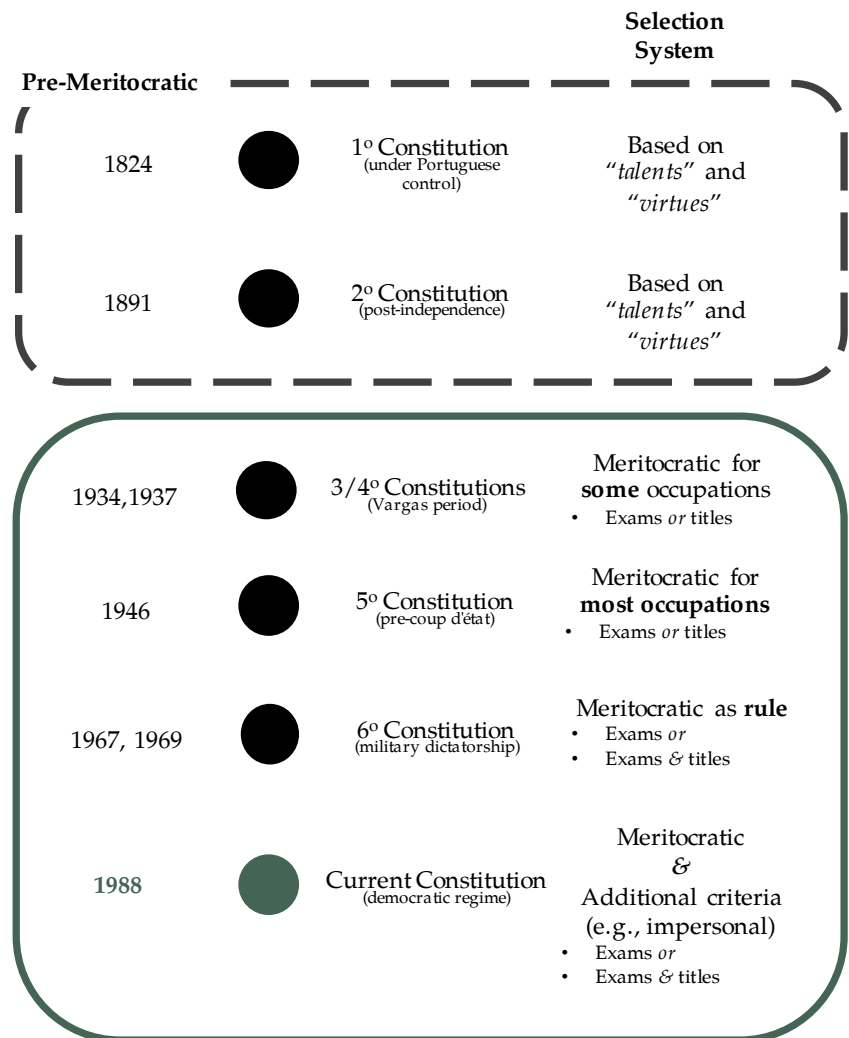 Selection
System
Pre-Meritocratic
1824
1º Constitution
(under Portuguese
control)
Based on
“talents” and
“virtues”
1891
2º Constitution
(post-independence)
Based on
“talents” and
“virtues”
1934,1937
3/4º Constitutions
(Vargas period)
Meritocratic for
some occupations
• Exams or titles
1946
5º Constitution
(pre-coup d'état)
Meritocratic for
most occupations
• Exams or titles
1967, 1969
6º Constitution
(military dictatorship)
Meritocratic as rule
• Exams or
• Exams & titles
1988
Current Constitution
(democratic regime)
Meritocratic
&
Additional criteria
(e.g., impersonal)
• Exams or
• Exams & titles